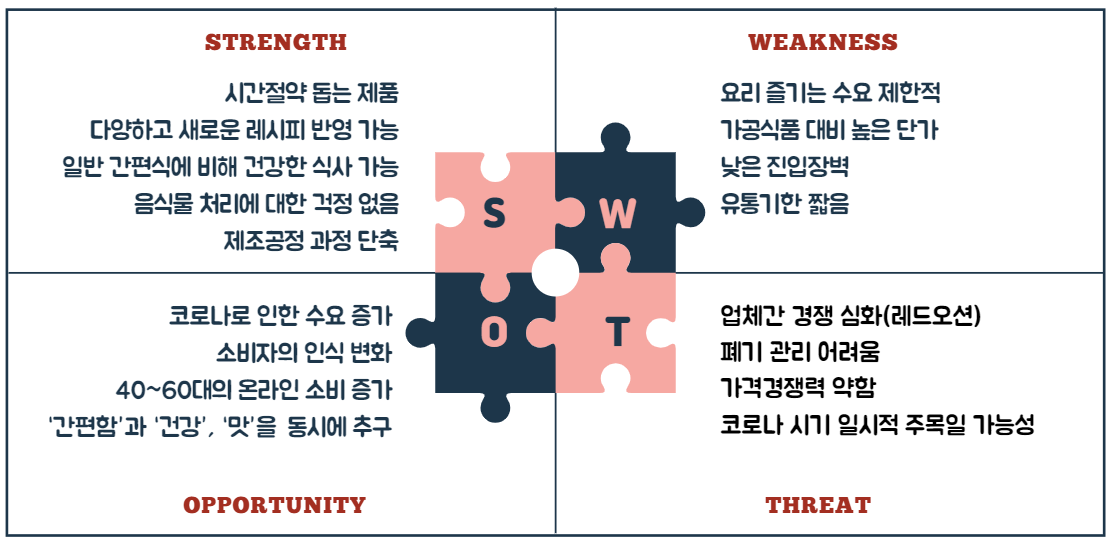 STRENGTH
시간절약 돕는 제품
다양하고 새로운 레시피 반영 가능
일반 간편식에 비해 건강한 식사 가능
음식물 처리에 대한 걱정 없음
제조공정 과정 단축
WEAKNESS
요리 즐기는 수요 제한적
가공식품 대비 높은 단가
낮은 진입장벽
유통기한 짧음
S
W
O
T
코로나로 인한 수요 증가
소비자의 인식 변화
40~60대의 온라인 소비 증가
'간편함'과 '건강', '맛'을 동시에 추구
OPPORTUNITY
업체간 경쟁 심화(레드오션)
폐기 관리 어려움
가격경쟁력 약함
코로나 시기 일시적 주목일 가능성
THREAT